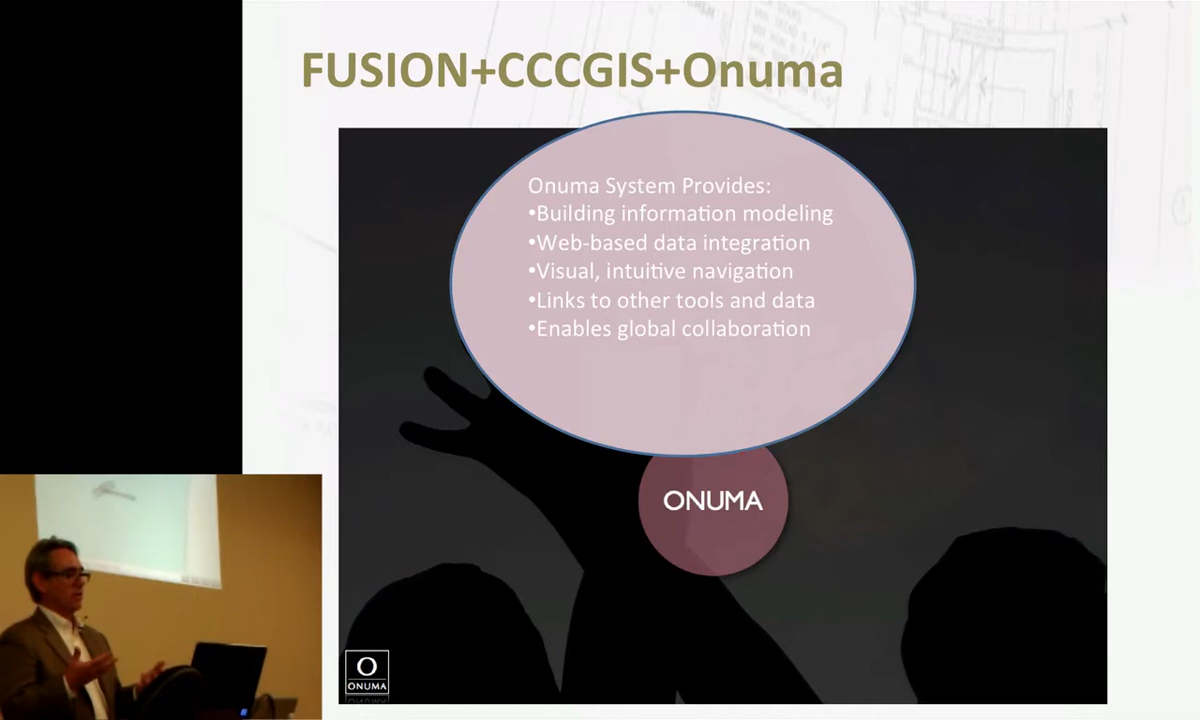 FUSION+CCCGIS+Onuma
Onuma System Provides:
•Building information modeling
•Web-based data integration
•Visual, intuitive navigation
•Links to other tools and data
•Enables global collaboration
ONUMA
O
ONUMA